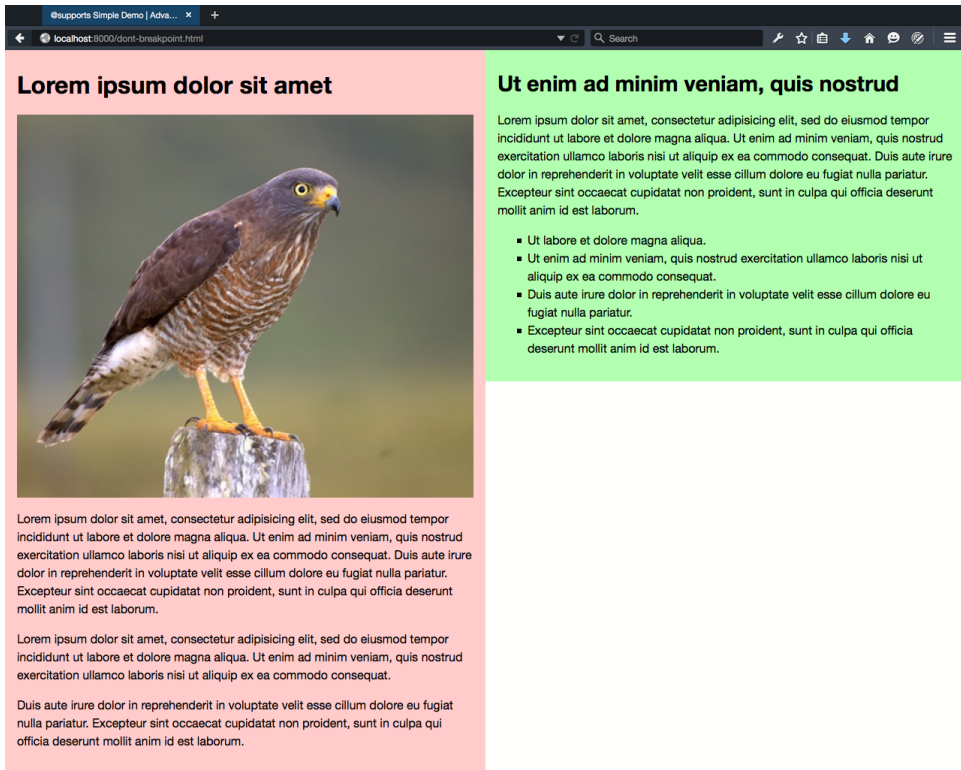 @supports Simple Demo | Adva...
localhost:8000/dont-breakpoint.html
Search
Lorem ipsum dolor sit amet
Lorem ipsum dolor sit amet, consectetur adipisicing elit, sed do eiusmod tempor
incididunt ut labore et dolore magna aliqua. Ut enim ad minim veniam, quis nostrud
exercitation ullamco laboris nisi ut aliquip ex ea commodo consequat. Duis aute irure
dolor in reprehenderit in voluptate velit esse cillum dolore eu fugiat nulla pariatur.
Excepteur sint occaecat cupidatat non proident, sunt in culpa qui officia deserunt
mollit anim id est laborum.
Lorem ipsum dolor sit amet, consectetur adipisicing elit, sed do eiusmod tempor
incididunt ut labore et dolore magna aliqua. Ut enim ad minim veniam, quis nostrud
exercitation ullamco laboris nisi ut aliquip ex ea commodo consequat.
Duis aute irure dolor in reprehenderit in voluptate velit esse cillum dolore eu fugiat
nulla pariatur. Excepteur sint occaecat cupidatat non proident, sunt in culpa qui
officia deserunt mollit anim id est laborum.
Ut enim ad minim veniam, quis nostrud
Lorem ipsum dolor sit amet, consectetur adipisicing elit, sed do eiusmod tempor
incididunt ut labore et dolore magna aliqua. Ut enim ad minim veniam, quis nostrud
exercitation ullamco laboris nisi ut aliquip ex ea commodo consequat. Duis aute irure
dolor in reprehenderit in voluptate velit esse cillum dolore eu fugiat nulla pariatur.
Excepteur sint occaecat cupidatat non proident, sunt in culpa qui officia deserunt
mollit anim id est laborum.
Ut labore et dolore magna aliqua.
Ut enim ad minim veniam, quis nostrud exercitation ullamco laboris nisi ut
aliquip ex ea commodo consequat.
Duis aute irure dolor in reprehenderit in voluptate velit esse cillum dolore eu
fugiat nulla pariatur.
Excepteur sint occaecat cupidatat non proident, sunt in culpa qui officia
deserunt mollit anim id est laborum.